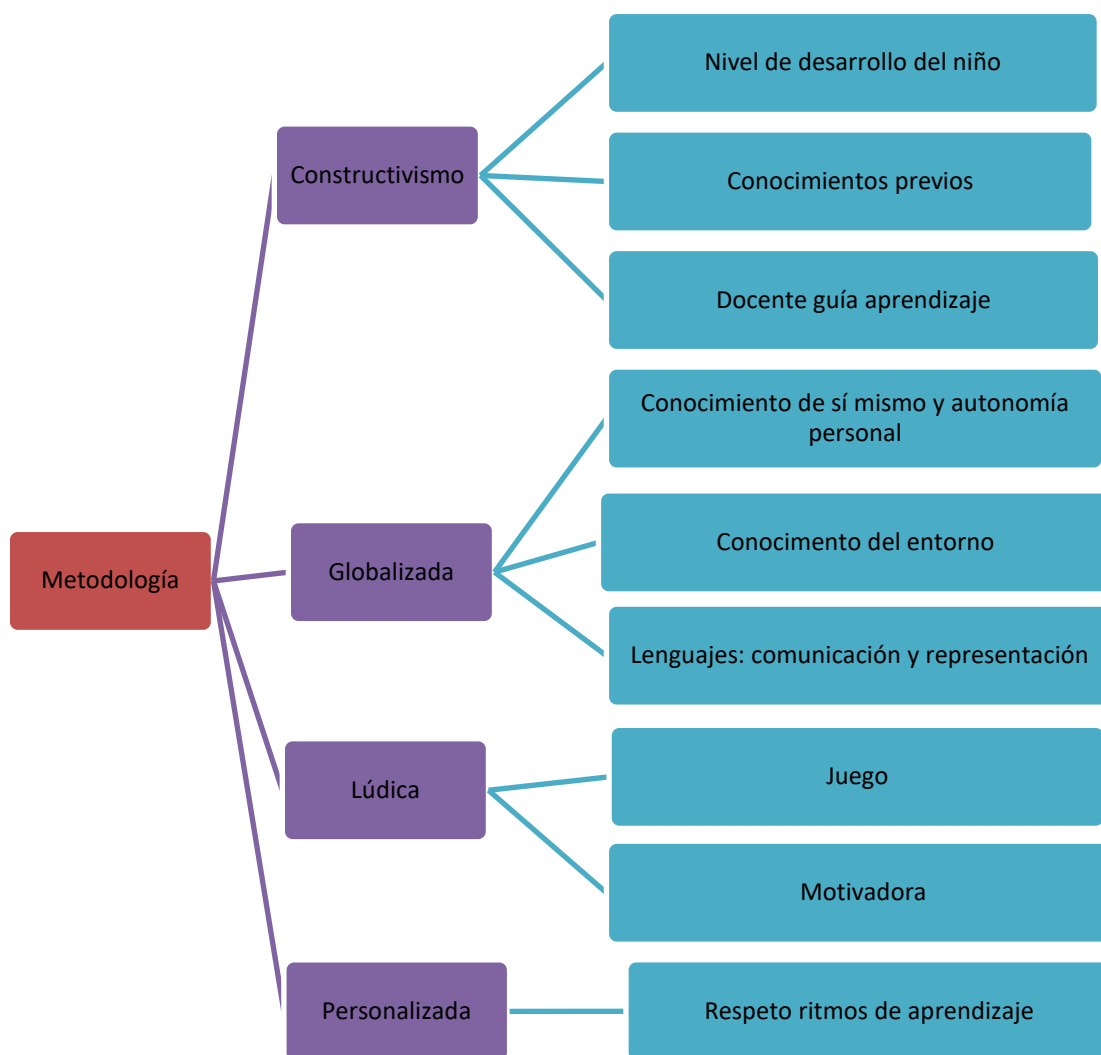 Nivel de desarrollo del niño
Constructivismo
Conocimientos previos
Docente guía aprendizaje
Conocimiento de sí mismo y autonomía
personal
Metodología
Globalizada
Conocimento del entorno
Lenguajes: comunicación y representación
Lúdica
Juego
Motivadora
Personalizada
Respeto ritmos de aprendizaje